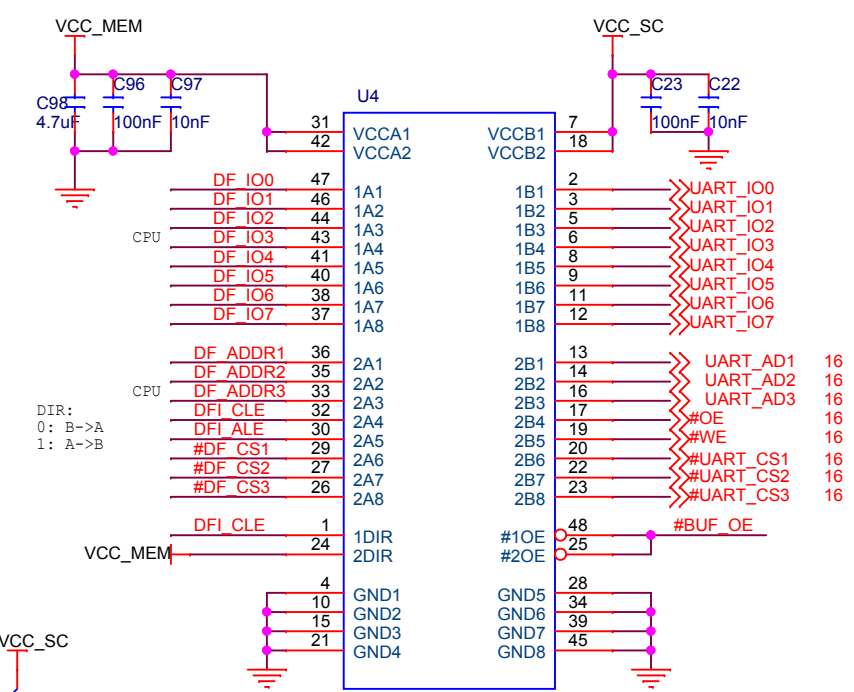 VCC_MEM
VCC_SC
C98
4.7uF
C96
100nF
C97
10nF
U4
C23
100nF
C22
10nF
31 VCCA1 VCCB1 7
42 VCCA2 VCCB2 18
DF_IO0 47 1A1 1B1 2 UART_IO0
DF_IO1 46 1A2 1B2 3 UART_IO1
DF_IO2 44 1A3 1B3 5 UART_IO2
CPU DF_IO3 43 1A4 1B4 6 UART_IO3
DF_IO4 41 1A5 1B5 8 UART_IO4
DF_IO5 40 1A6 1B6 9 UART_IO5
DF_IO6 38 1A7 1B7 11 UART_IO6
DF_IO7 37 1A8 1B8 12 UART_IO7
DF_ADDR1 36 2A1 2B1 13 UART_AD1 16
DF_ADDR2 35 2A2 2B2 14 UART_AD2 16
CPU DF_ADDR3 33 2A3 2B3 16 UART_AD3 16
DFI_CLE 32 2A4 2B4 17 #OE 16
DFI_ALE 30 2A5 2B5 19 #WE 16
#DF_CS1 29 2A6 2B6 20 #UART_CS1 16
#DF_CS2 27 2A7 2B7 22 #UART_CS2 16
#DF_CS3 26 2A8 2B8 23 #UART_CS3 16
DIR:
0: B->A
1: A->B
DFI_CLE 1 1DIR #1OE 48 #BUF_OE
VCC_MEM 24 2DIR #2OE 25
4 GND1 GND5 28
10 GND2 GND6 34
15 GND3 GND7 39
21 GND4 GND8 45
VCC_SC